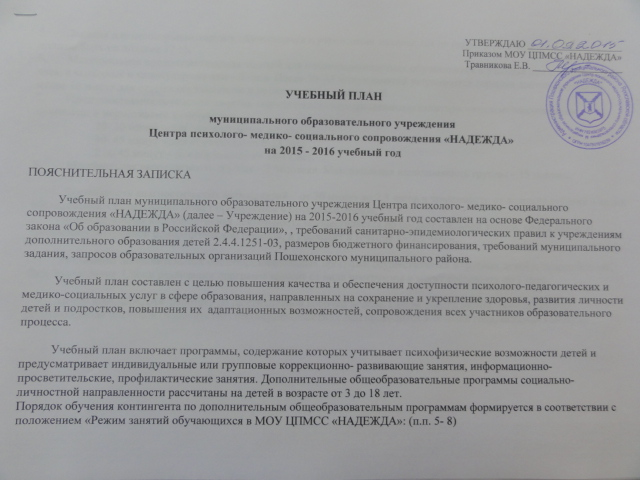 УТВЕРЖДАЮ 01.09.2015
Приказом МОУ ЦПМСС «НАДЕЖДА»
Травникова Е.В.
УЧЕБНЫЙ ПЛАН
муниципального образовательного учреждения
Центра психолого- медико- социального сопровождения «НАДЕЖДА»
на 2015 - 2016 учебный год
ПОЯСНИТЕЛЬНАЯ ЗАПИСКА
Учебный план муниципального образовательного учреждения Центра психолого- медико- социального
сопровождения «НАДЕЖДА» (далее – Учреждение) на 2015-2016 учебный год составлен на основе Федерального
закона «Об образовании в Российской Федерации», , требований санитарно-эпидемиологических правил к учреждениям
дополнительного образования детей 2.4.4.1251-03, размеров бюджетного финансирования, требований муниципального
задания, запросов образовательных организаций Пошехонского муниципального района.
Учебный план составлен с целью повышения качества и обеспечения доступности психолого-педагогических и
медико-социальных услуг в сфере образования, направленных на сохранение и укрепление здоровья, развития личности
детей и подростков, повышения их адаптационных возможностей, сопровождения всех участников образовательного
процесса.
Учебный план включает программы, содержание которых учитывает психофизические возможности детей и
предусматривает индивидуальные или групповые коррекционно- развивающие занятия, информационно-
просветительские, профилактические занятия. Дополнительные общеобразовательные программы социально-
личностной направленности рассчитаны на детей в возрасте от 3 до 18 лет.
Порядок обучения контингента по дополнительным общеобразовательным программам формируется в соответствии с
положением «Режим занятий обучающихся в МОУ ЦПМСС «НАДЕЖДА»: (п.п. 5- 8)